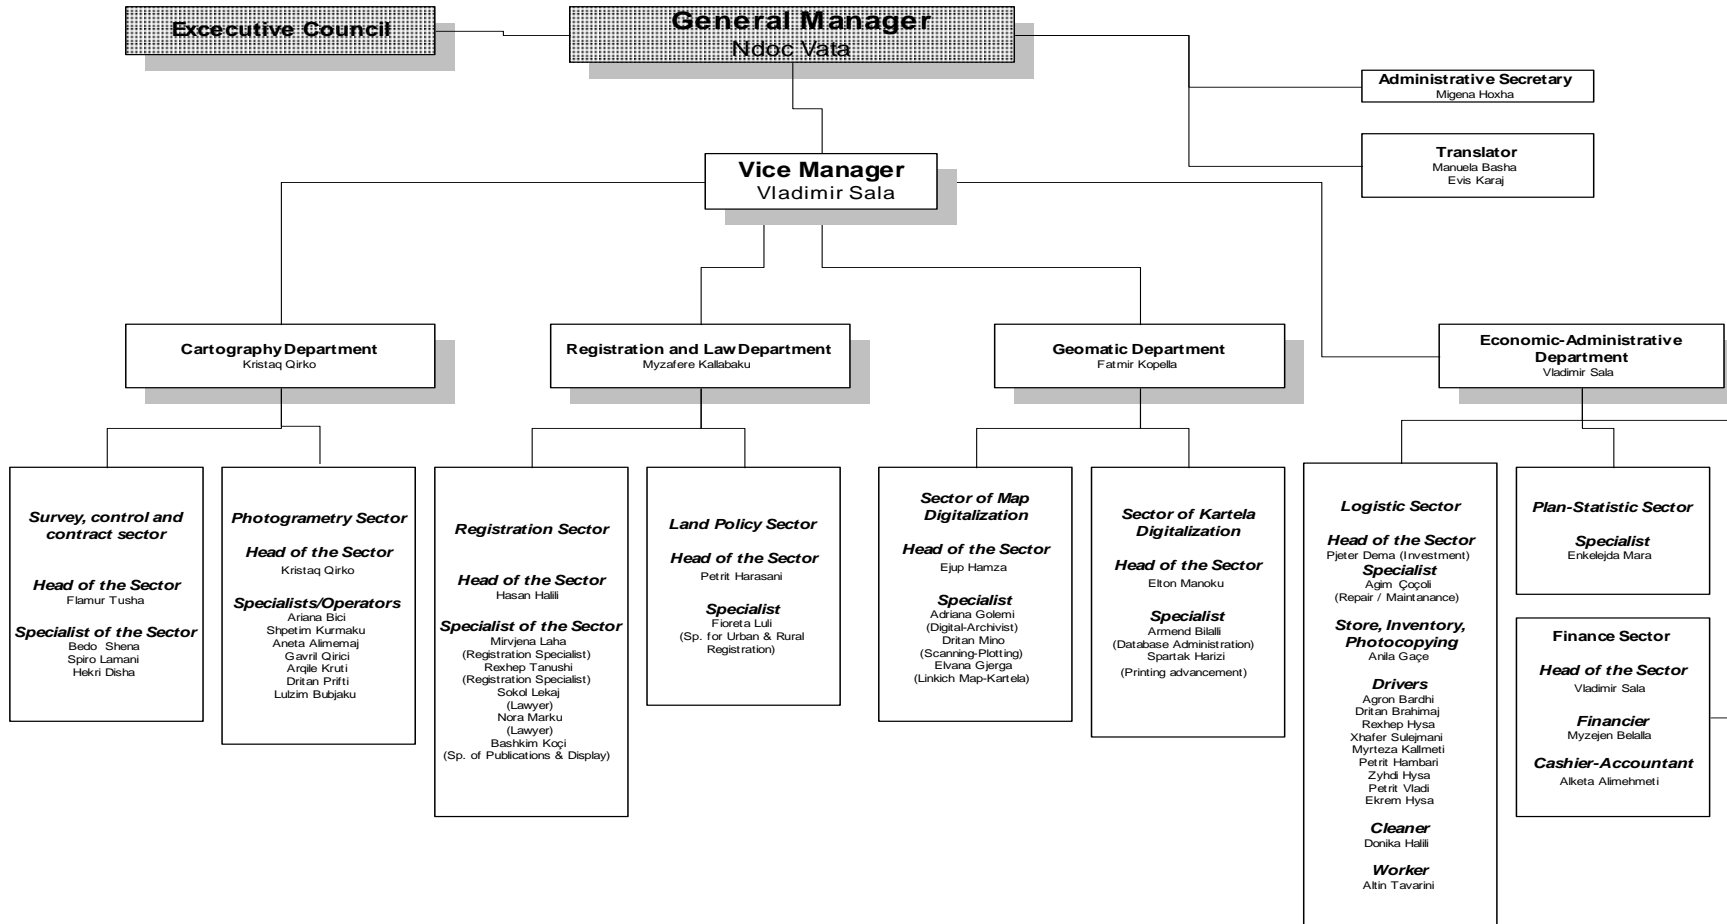 Excecutive Council
General Manager
Ndoc Vata
Administrative Secretary
Migena Hoxha
Translator
Manuela Basha
Evis Karaj
Vice Manager
Vladimir Sala
Cartography Department
Kristaq Qirko
Registration and Law Department
Myzafere Kallabaku
Geomatic Department
Fatmir Kopella
Economic-Administrative
Department
Vladimir Sala
Survey, control and
contract sector
Head of the Sector
Flamur Tusha
Specialist of the Sector
Bedo Shena
Spiro Lamani
Hekri Disha
Photogrametry Sector
Head of the Sector
Kristaq Qirko
Specialists/Operators
Ariana Bici
Shpetim Kurmaku
Aneta Alimemaj
Gavril Qirici
Arqile Kruti
Dritan Prifti
Lulzim Bubjaku
Registration Sector
Head of the Sector
Hasan Halili
Specialist of the Sector
Mirvjena Laha
(Registration Specialist)
Rexhep Tanushi
(Registration Specialist)
Sokol Lekaj
(Lawyer)
Nora Marku
(Lawyer)
Bashkim Koçi
(Sp. of Publications & Display)
Land Policy Sector
Head of the Sector
Petrit Harasani
Specialist
Fioreta Luli
(Sp. for Urban & Rural
Registration)
Sector of Map
Digitalization
Head of the Sector
Ejup Hamza
Specialist
Adriana Golemi
(Digital-Archivist)
Dritan Mino
(Scanning-Plotting)
Elvana Gjerga
(Linkich Map-Kartela)
Sector of Kartela
Digitalization
Head of the Sector
Elton Manoku
Specialist
Armend Bilalli
(Database Administration)
Spartak Harizi
(Printing advancement)
Logistic Sector
Head of the Sector
Pjeter Dema (Investment)
Specialist
Agim Çoçoli
(Repair / Maintanance)
Store, Inventory,
Photocopying
Anila Gaçe
Drivers
Agron Bardhi
Dritan Brahimaj
Rexhep Hysa
Xhafer Sulejmani
Myrteza Kallmeti
Petrit Hambari
Zyhdi Hysa
Petrit Vladi
Ekrem Hysa
Cleaner
Donika Halili
Worker
Altin Tavarini
Plan-Statistic Sector
Specialist
Enkelejda Mara
Finance Sector
Head of the Sector
Vladimir Sala
Financier
Myzejen Belalla
Cashier-Accountant
Alketa Alimehmeti